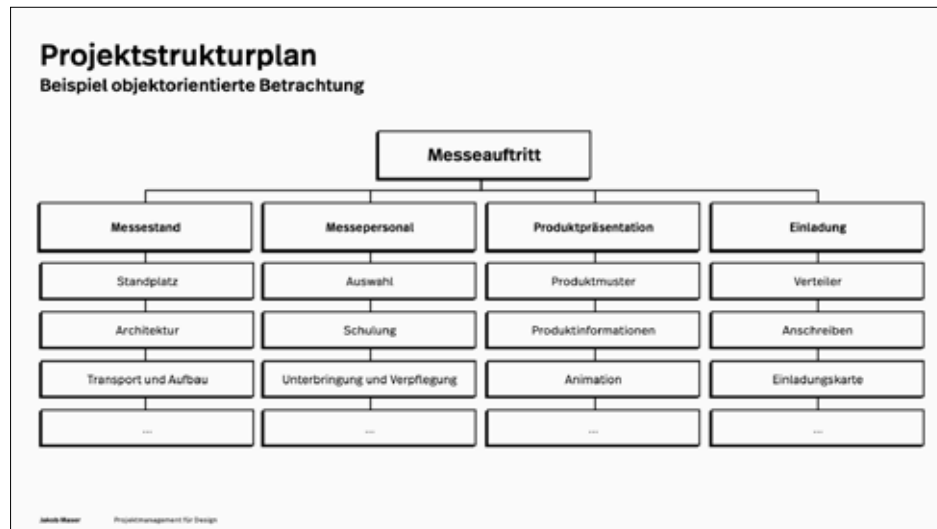 Projektstrukturplan
Beispiel objektorientierte Betrachtung
Messeauftritt
Messestand
Standplatz
Architektur
Transport und Aufbau
...
Messepersonal
Auswahl
Schulung
Unterbringung und Verpflegung
...
Produktpräsentation
Produktmuster
Produktinformationen
Animation
...
Einladung
Verteiler
Anschreiben
Einladungskarte
...
Jakob Maser Projektmanagement für Design